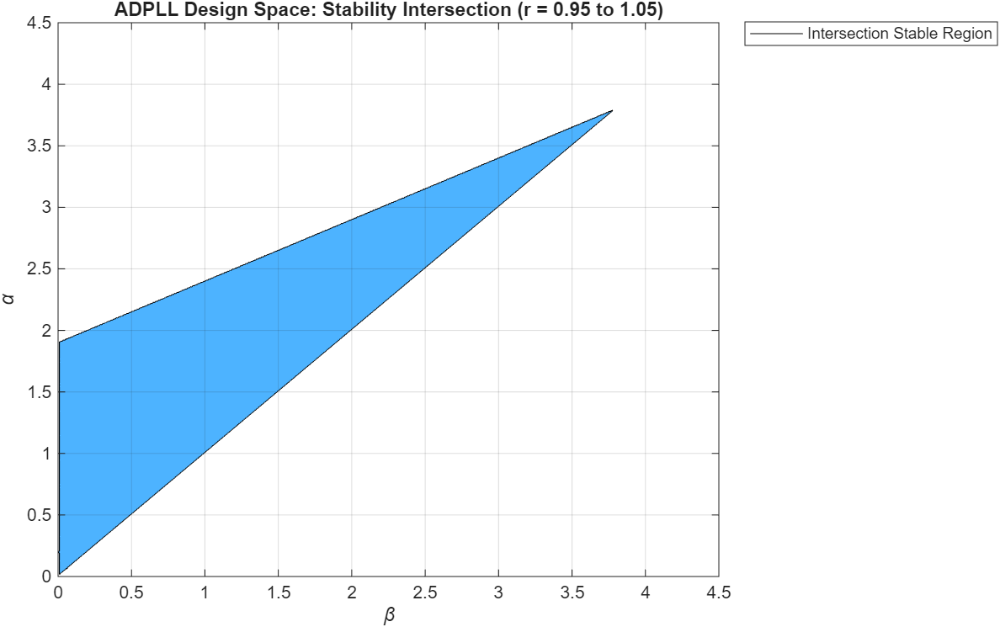 ADPLL Design Space: Stability Intersection (r = 0.95 to 1.05)
Intersection Stable Region
4.5
4
3.5
3
2.5
2
1.5
1
0.5
0
α
0 0.5 1 1.5 2 2.5 3 3.5 4 4.5
β